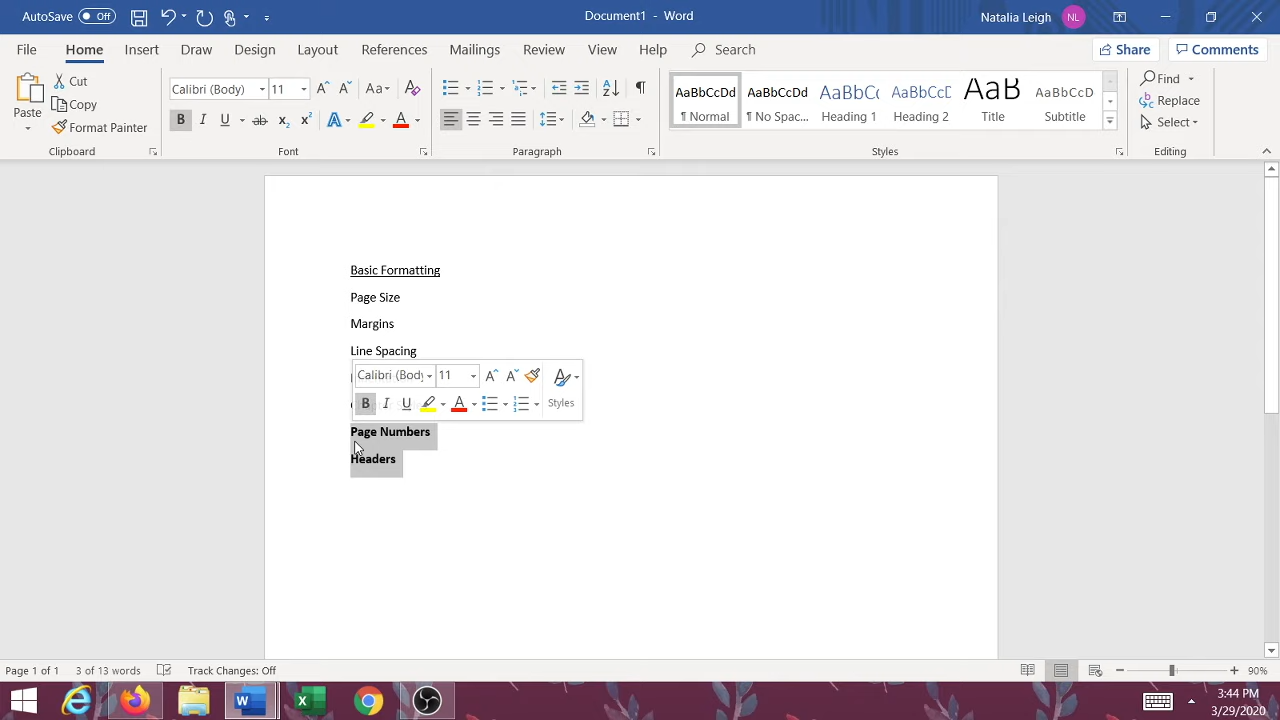 AutoSave Off
Document1 - Word
Natalia Leigh NL
File Home Insert Draw Design Layout References Mailings Review View Help Search
Share Comments
Paste
Cut
Copy
Format Painter
Clipboard
Calibri (Body) 11
Font
Paragraph
AaBbCcDd AaBbCcDd AaBbCc AaBbCcD AaB AaBbCcD
¶ Normal ¶ No Spac... Heading 1 Heading 2 Title Subtitle
Styles
Find
Replace
Select
Editing
Basic Formatting
Page Size
Margins
Line Spacing
Calibri (Body 11
B I U A Styles
Page Numbers
Headers
Page 1 of 1 3 of 13 words Track Changes: Off 90%
3:44 PM
3/29/2020